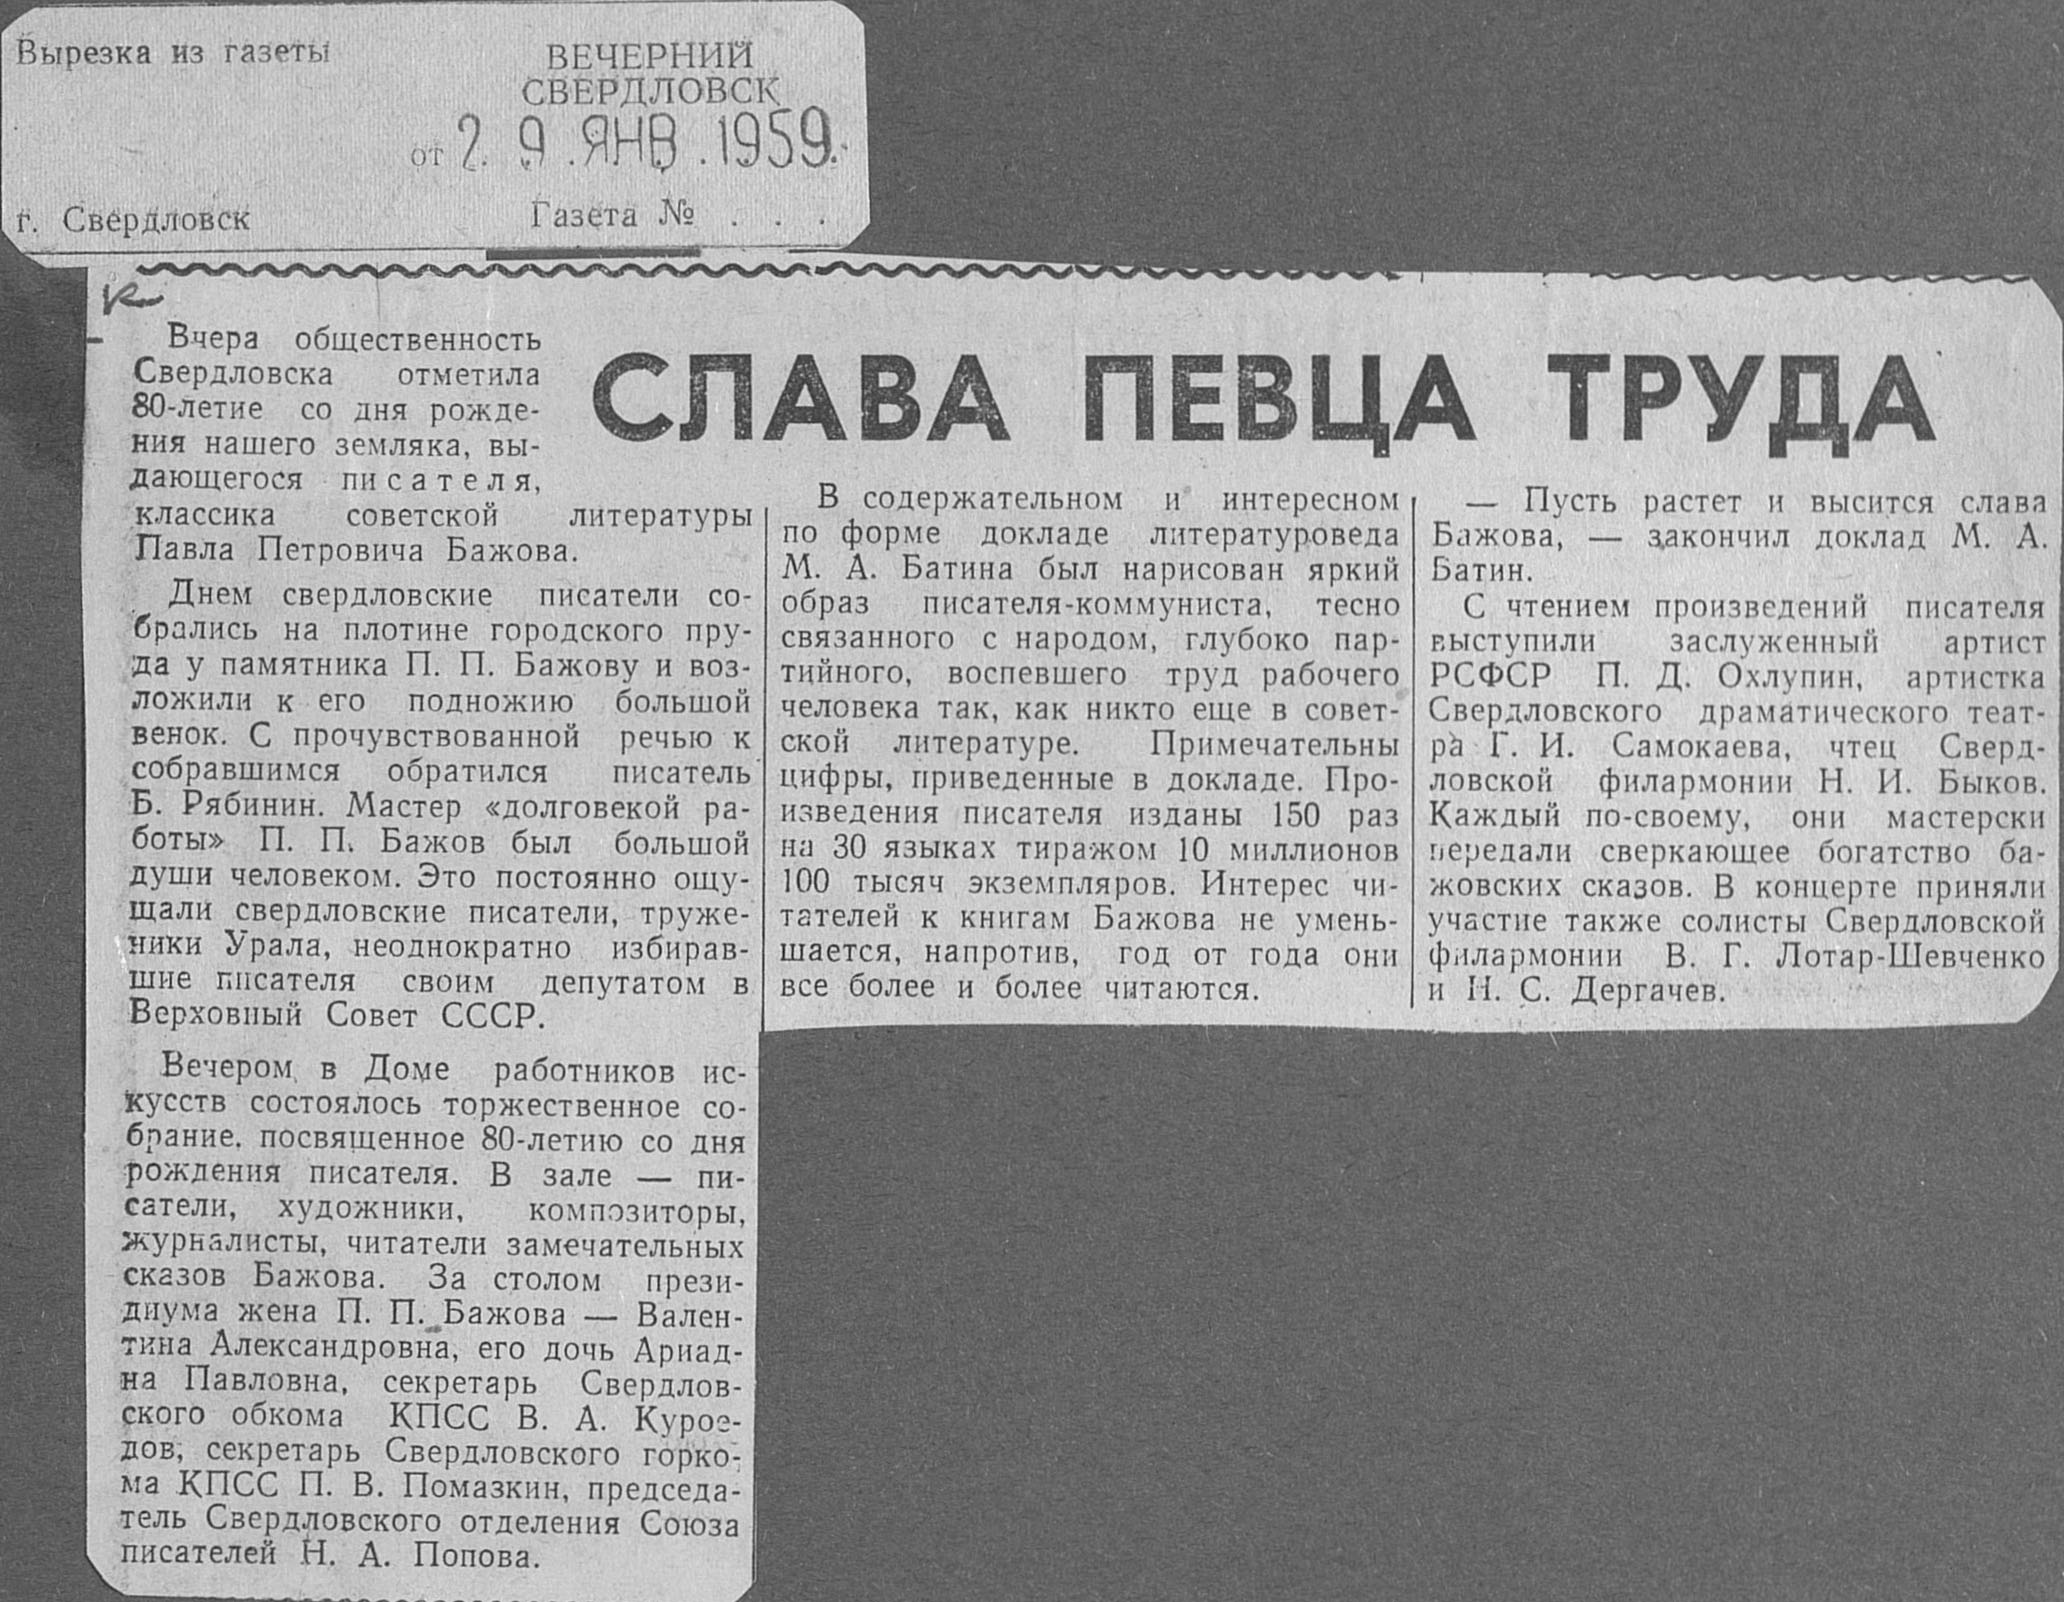 Вырезка из газеты
ВЕЧЕРНИЙ
СВЕРДЛОВСК
от 29 ЯНВ. 1959
г. Свердловск
Газета № . . .
СЛАВА ПЕВЦА ТРУДА
Вчера общественность
Свердловска отметила
80-летие со дня рожде-
ния нашего земляка, вы-
дающегося писателя,
классика советской литературы
Павла Петровича Бажова.
Днем свердловские писатели со-
брались на плотине городского пру-
да у памятника П. П. Бажову и воз-
ложили к его подножию большой
венок. С прочувствованной речью к
собравшимся обратился писатель
Б. Рябинин. Мастер «долговекой ра-
боты» П. П. Бажов был большой
души человеком. Это постоянно ощу-
щали свердловские писатели, труже-
ники Урала, неоднократно избирав-
шие писателя своим депутатом в
Верховный Совет СССР.
Вечером в Доме работников ис-
кусств состоялось торжественное со-
брание, посвященное 80-летию со дня
рождения писателя. В зале — пи-
сатели, художники, композиторы,
журналисты, читатели замечательных
сказов Бажова. За столом прези-
диума жена П. П. Бажова — Вален-
тина Александровна, его дочь Ариад-
на Павловна, секретарь Свердлов-
ского обкома КПСС В. А. Куроe-
дов, секретарь Свердловского горко-
ма КПСС П. В. Помазкин, председа-
тель Свердловского отделения Союза
писателей Н. А. Попова.
В содержательном и интересном
по форме докладе литературоведа
М. А. Батина был нарисован яркий
образ писателя-коммуниста, тесно
связанного с народом, глубоко пар-
тийного, воспевшего труд рабочего
человека так, как никто еще в совет-
ской литературе. Примечательны
цифры, приведенные в докладе. Про-
изведения писателя изданы 150 раз
на 30 языках тиражом 10 миллионов
100 тысяч экземпляров. Интерес чи-
тателей к книгам Бажова не умень-
шается, напротив, год от года они
все более и более читаются.
— Пусть растет и высится слава
Бажова, — закончил доклад М. А.
Батин.
С чтением произведений писателя
выступили заслуженный артист
РСФСР П. Д. Охлупин, артистка
Свердловского драматического теат-
ра Г. И. Самокаева, чтец Сверд-
ловской филармонии Н. И. Быков.
Каждый по-своему, они мастерски
передали сверкающее богатство ба-
жовских сказов. В концерте приняли
участие также солисты Свердловской
филармонии В. Г. Лотар-Шевченко
и Н. С. Дергачев.